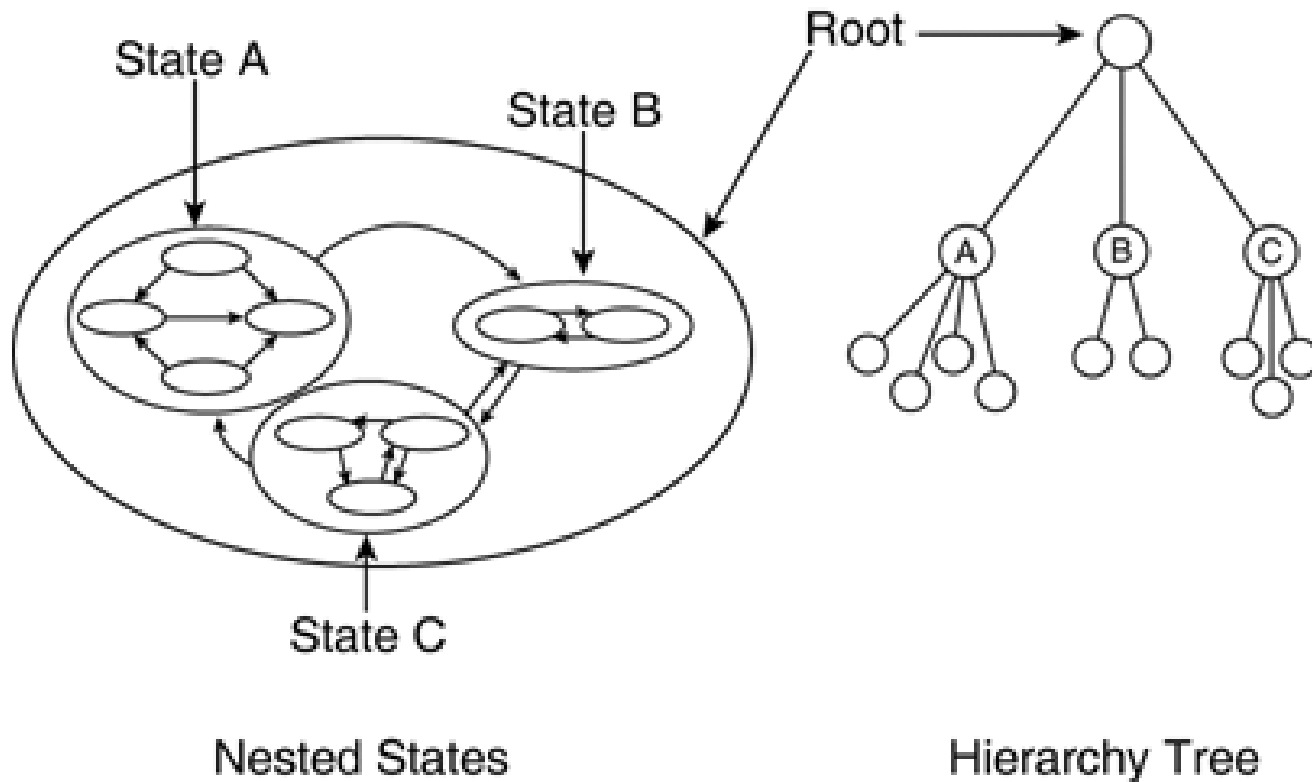 Root
State A
State B
A
B
C
State C
Nested States
Hierarchy Tree